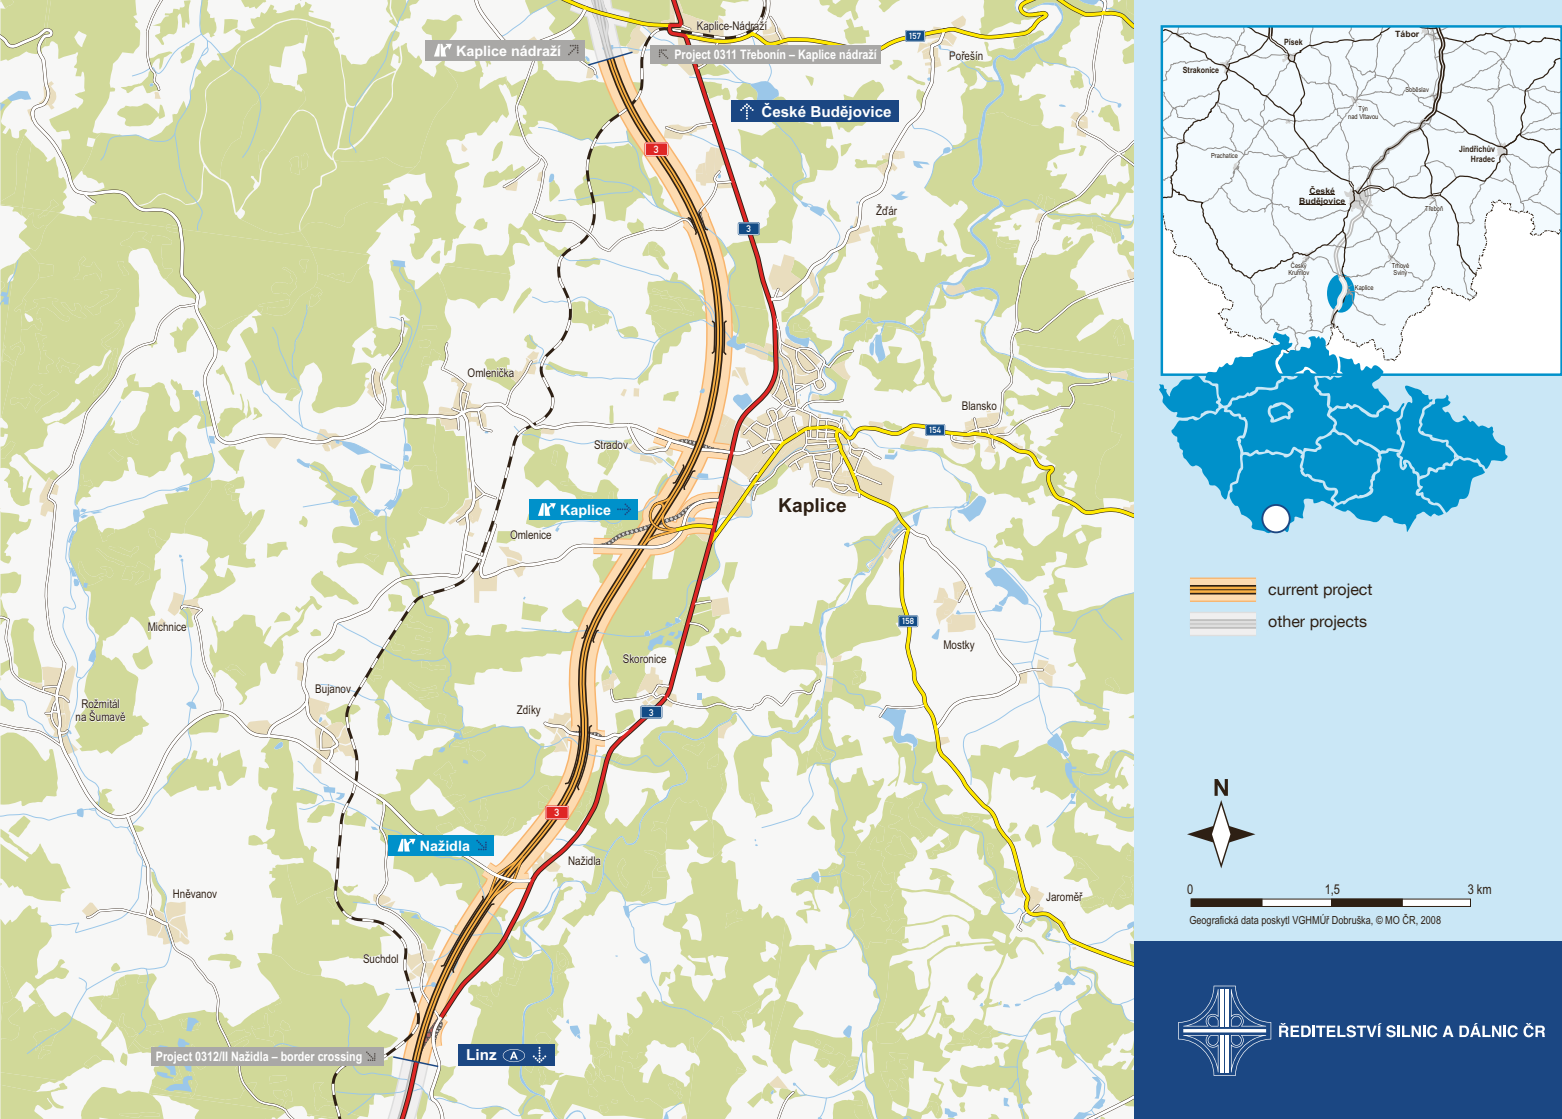 Kaplice-Nádraží
Kaplice nádraží
Project 0311 Třebonín – Kaplice nádraží
157
Pořešín
České Budějovice
3
3
Žďár
Omlenička
Blansko
154
Stradov
Kaplice
Kaplice
Omlenice
Michnice
158
Mostky
Skoronice
Bujanov
Rožmitál
na Šumavě
Zdíky
3
3
Nažidla
Nažidla
Hněvanov
Jaroměř
Suchdol
Project 0312/II Nažidla – border crossing
Linz A
Písek
Tábor
Strakonice
Soběslav
Týn
nad Vltavou
Prachatice
Jindřichův
Hradec
České
Budějovice
Třeboň
Český
Krumlov
Trhové
Sviny
Kaplice
current project
other projects
N
0 1,5 3 km
Geografická data poskytl VGHMÚř Dobruška, © MO ČR, 2008
ŘEDITELSTVÍ SILNIC A DÁLNIC ČR